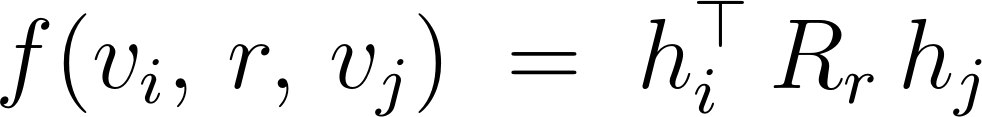 f(v_i, r, v_j) = h_i^⊤ R_r h_j